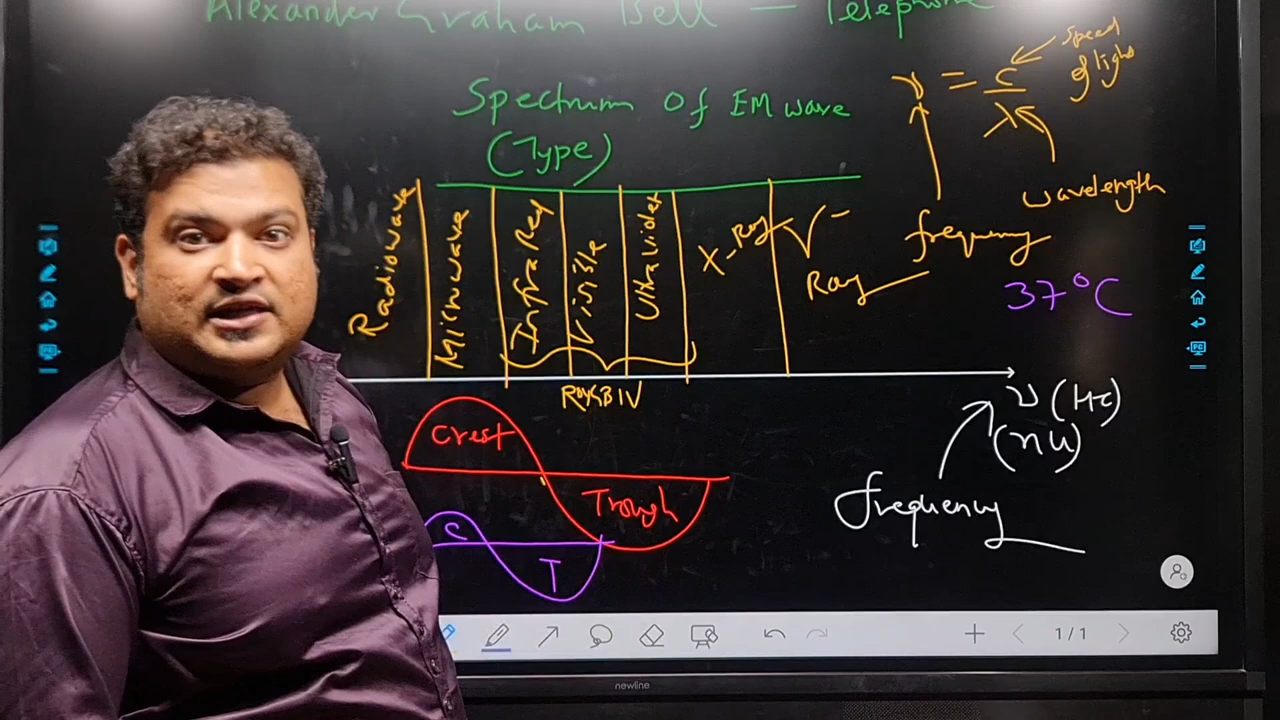 Alexander Graham Bell — Telephone
Spectrum of EM wave
(Type)
ν = c/λ
speed
of light
wavelength
frequency
Radiowave
Microwave
Infra Ray
Visible
Ultraviolet
X-Ray
γ-
Ray
37°C
ROYGBIV
ν (Hz)
(nu)
frequency
Crest
Trough
C
T
1/1
newline